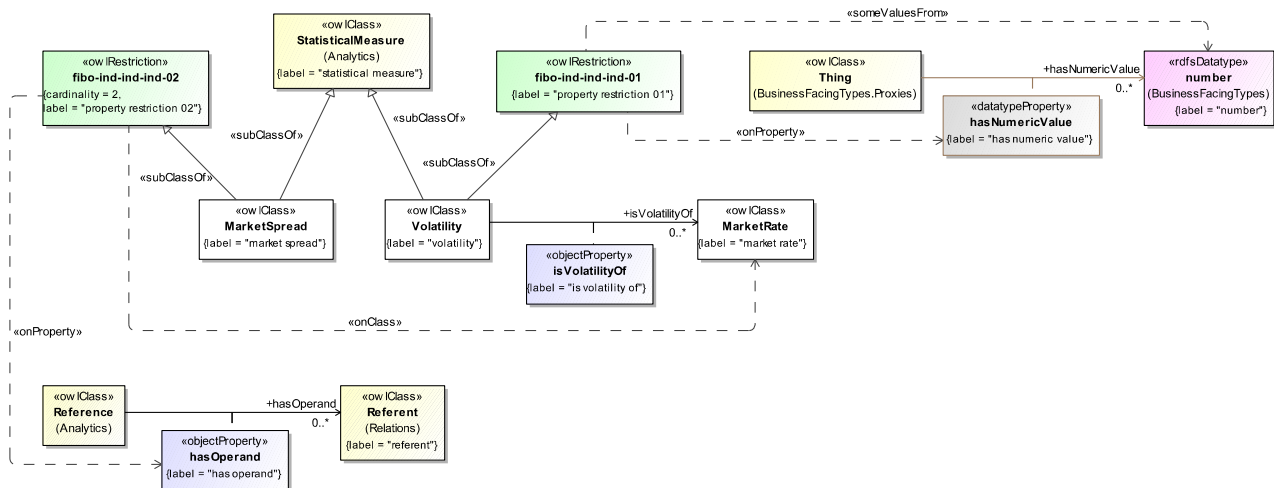 «someValuesFrom»
«owlClass»
StatisticalMeasure
(Analytics)
{label = "statistical measure"}
«owlRestriction»
fibo-ind-ind-ind-02
{cardinality = 2,
label = "property restriction 02"}
«owlRestriction»
fibo-ind-ind-ind-01
{label = "property restriction 01"}
«owlClass»
Thing
(BusinessFacingTypes.Proxies)
+hasNumericValue
0..*
«rdfsDatatype»
number
(BusinessFacingTypes)
{label = "number"}
«datatypeProperty»
hasNumericValue
{label = "has numeric value"}
«onProperty»
«subClassOf»
«subClassOf»
«subClassOf»
«subClassOf»
«owlClass»
MarketSpread
{label = "market spread"}
«owlClass»
Volatility
{label = "volatility"}
+isVolatilityOf
0..*
«owlClass»
MarketRate
{label = "market rate"}
«objectProperty»
isVolatilityOf
{label = "is volatility of"}
«onClass»
«onProperty»
«owlClass»
Reference
(Analytics)
+hasOperand
0..*
«owlClass»
Referent
(Relations)
{label = "referent"}
«objectProperty»
hasOperand
{label = "has operand"}